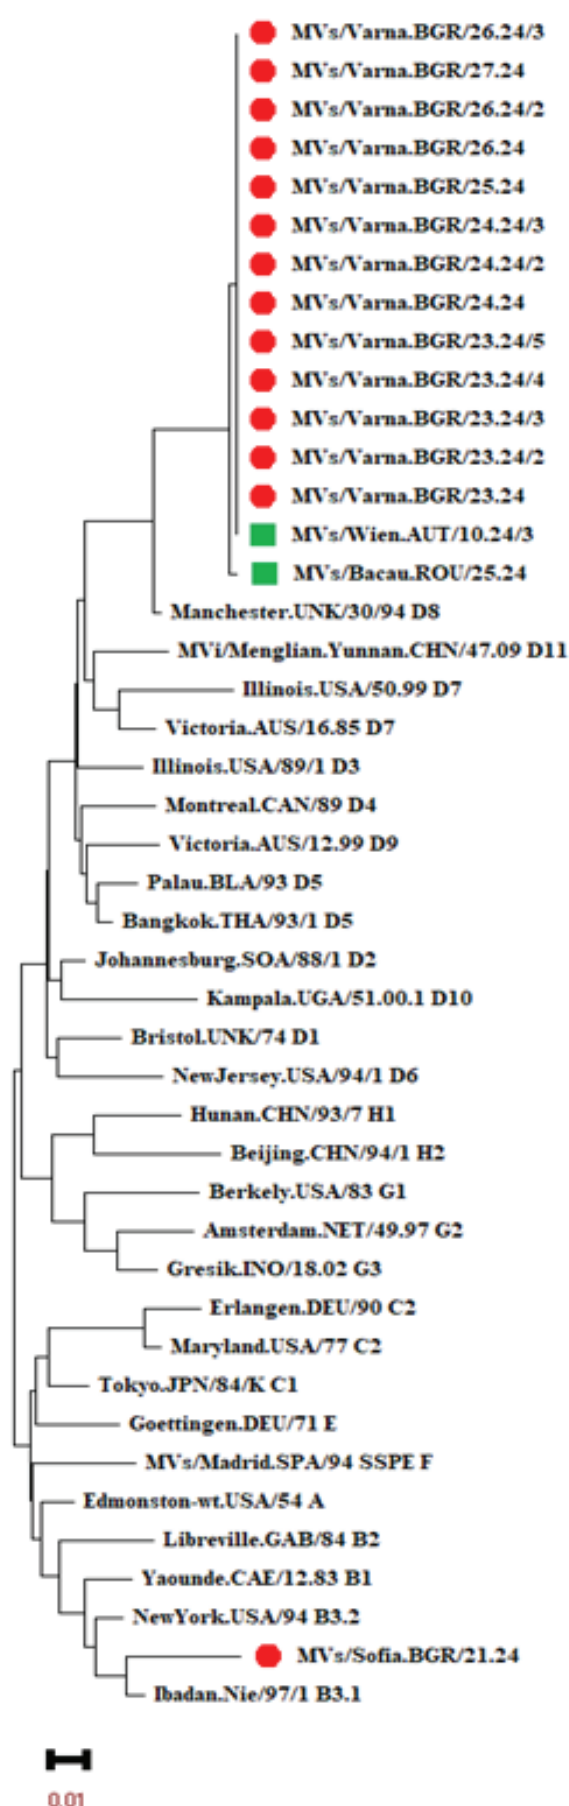 MVs/Varna.BGR/26.24/3
MVs/Varna.BGR/27.24
MVs/Varna.BGR/26.24/2
MVs/Varna.BGR/26.24
MVs/Varna.BGR/25.24
MVs/Varna.BGR/24.24/3
MVs/Varna.BGR/24.24/2
MVs/Varna.BGR/24.24
MVs/Varna.BGR/23.24/5
MVs/Varna.BGR/23.24/4
MVs/Varna.BGR/23.24/3
MVs/Varna.BGR/23.24/2
MVs/Varna.BGR/23.24
MVs/Wien.AUT/10.24/3
MVs/Bacau.ROU/25.24
Manchester.UNK/30/94 D8
MVi/Menglian.Yunnan.CHN/47.09 D11
Illinois.USA/50.99 D7
Victoria.AUS/16.85 D7
Illinois.USA/89/1 D3
Montreal.CAN/89 D4
Victoria.AUS/12.99 D9
Palau.BLA/93 D5
Bangkok.THA/93/1 D5
Johannesburg.SOA/88/1 D2
Kampala.UGA/51.00.1 D10
Bristol.UNK/74 D1
NewJersey.USA/94/1 D6
Hunan.CHN/93/7 H1
Beijing.CHN/94/1 H2
Berkely.USA/83 G1
Amsterdam.NET/49.97 G2
Gresik.INO/18.02 G3
Erlangen.DEU/90 C2
Maryland.USA/77 C2
Tokyo.JPN/84/K C1
Goettingen.DEU/71 E
MVs/Madrid.SPA/94 SSPE F
Edmonston-wt.USA/54 A
Libreville.GAB/84 B2
Yaounde.CAE/12.83 B1
NewYork.USA/94 B3.2
MVs/Sofia.BGR/21.24
Ibadan.Nie/97/1 B3.1
0.01